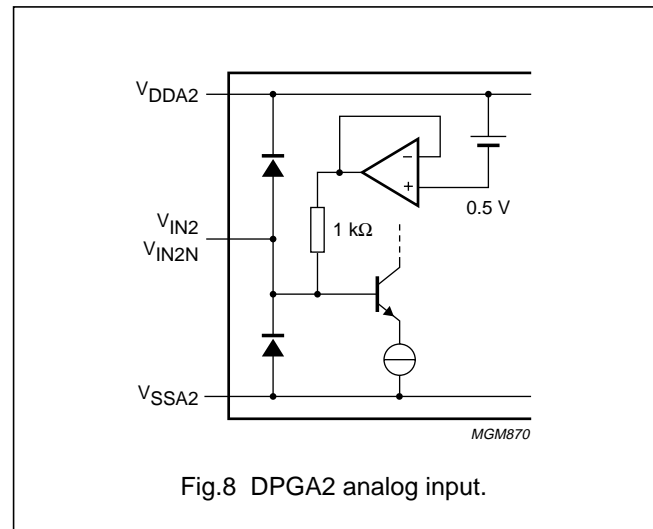 VDDA2
−
+
0.5 V
VIN2
VIN2N
1 kΩ
VSSA2
MGM870
Fig.8 DPGA2 analog input.